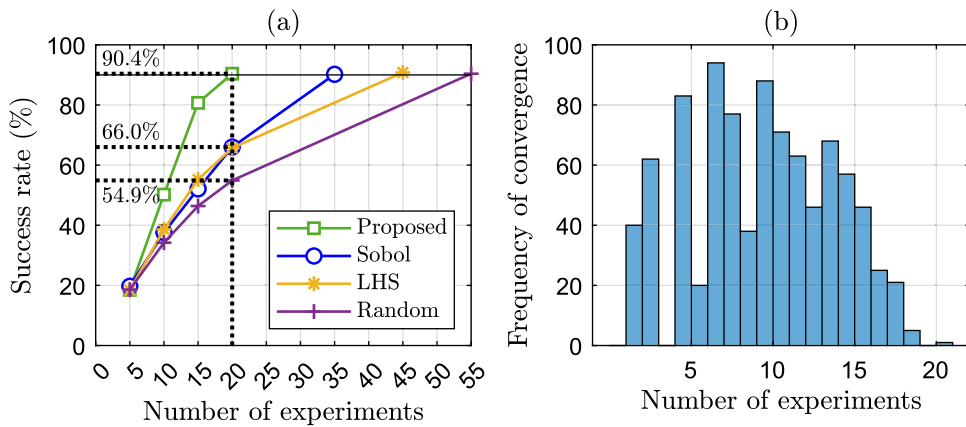 (a)
100
80
60
40
20
0
Success rate (%)
90.4%
66.0%
54.9%
Proposed
Sobol
LHS
Random
0 5 10 15 20 25 30 35 40 45 50 55
Number of experiments
(b)
100
80
60
40
20
0
Frequency of convergence
5 10 15 20
Number of experiments